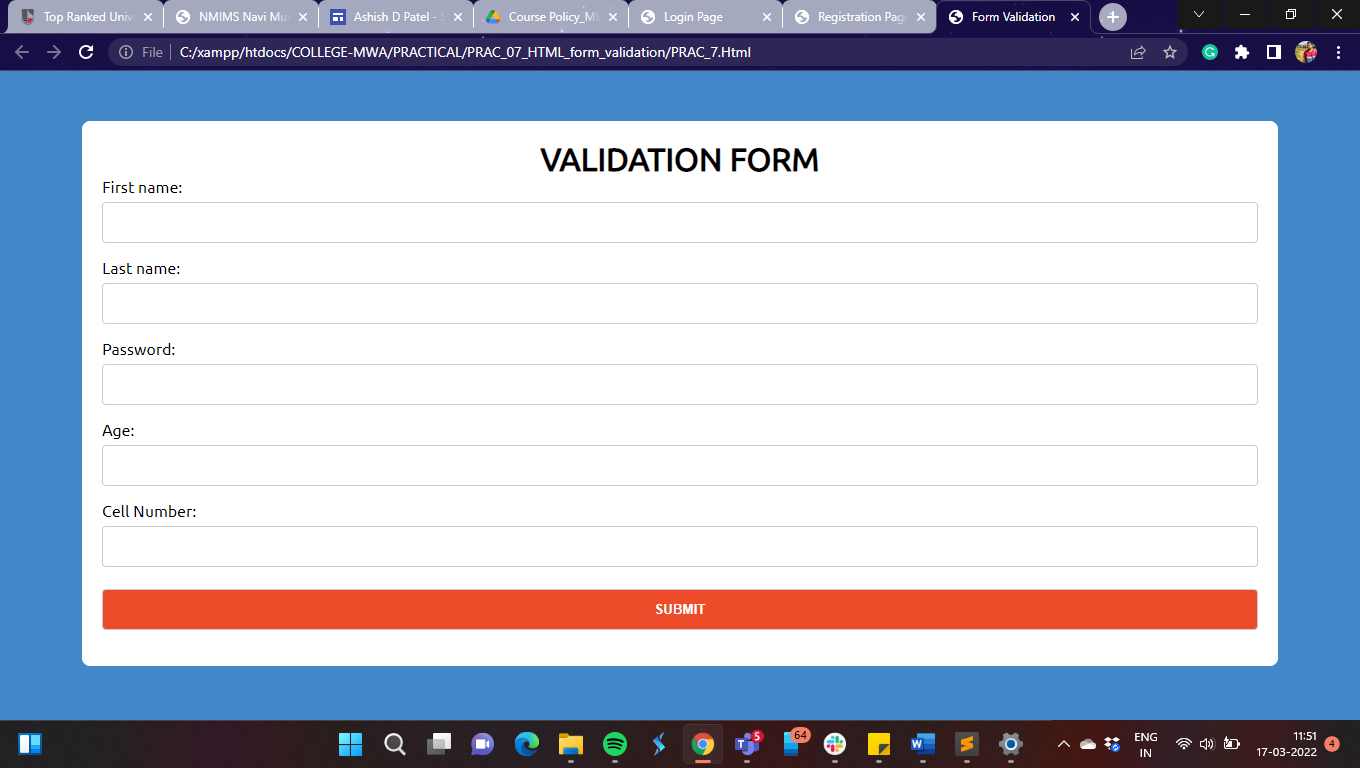 Top Ranked Univ
NMIMS Navi Mu
Ashish D Patel - S
Course Policy_MW
Login Page
Registration Page
Form Validation
File
C:/xampp/htdocs/COLLEGE-MWA/PRACTICAL/PRAC_07_HTML_form_validation/PRAC_7.Html
VALIDATION FORM
First name:
Last name:
Password:
Age:
Cell Number:
SUBMIT
5
64
ENG
IN
11:51
17-03-2022
4